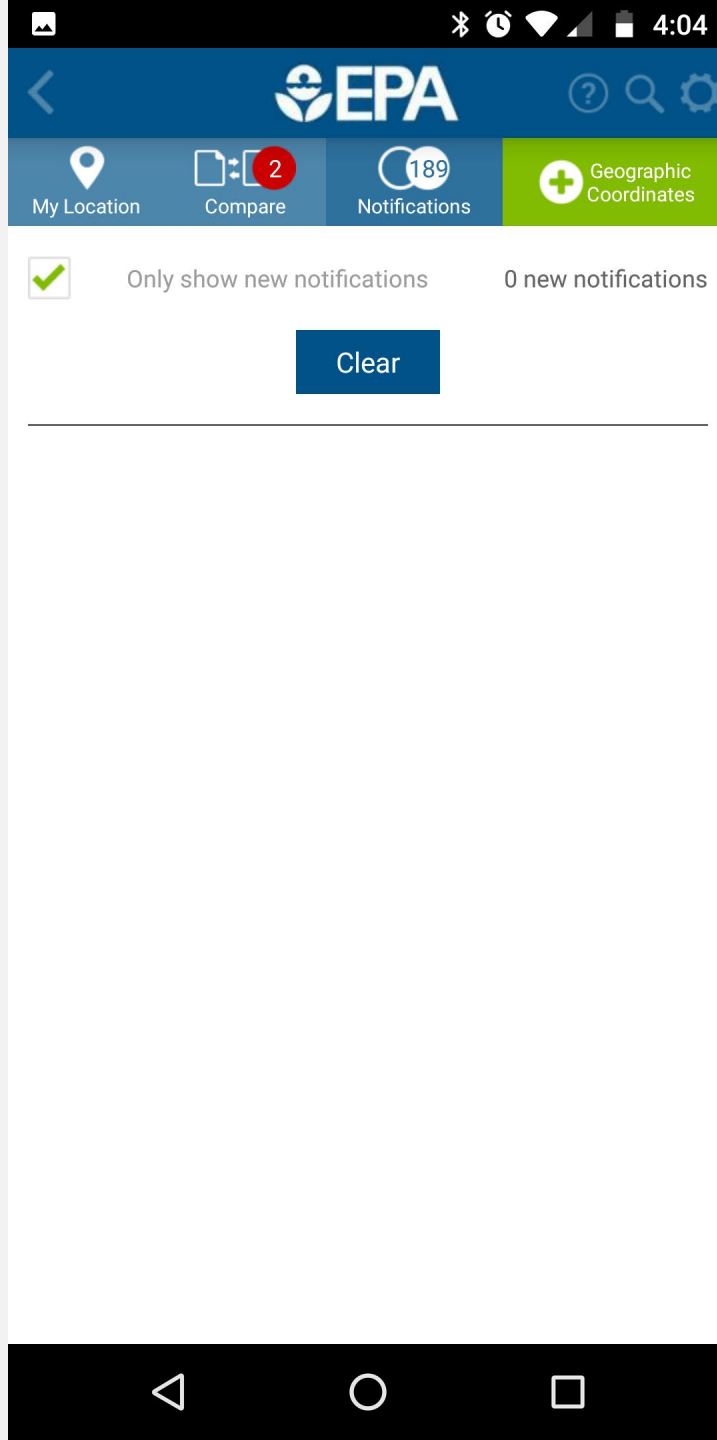 4:04
EPA
?
My Location
2
Compare
189
Notifications
Geographic
Coordinates
Only show new notifications
0 new notifications
Clear